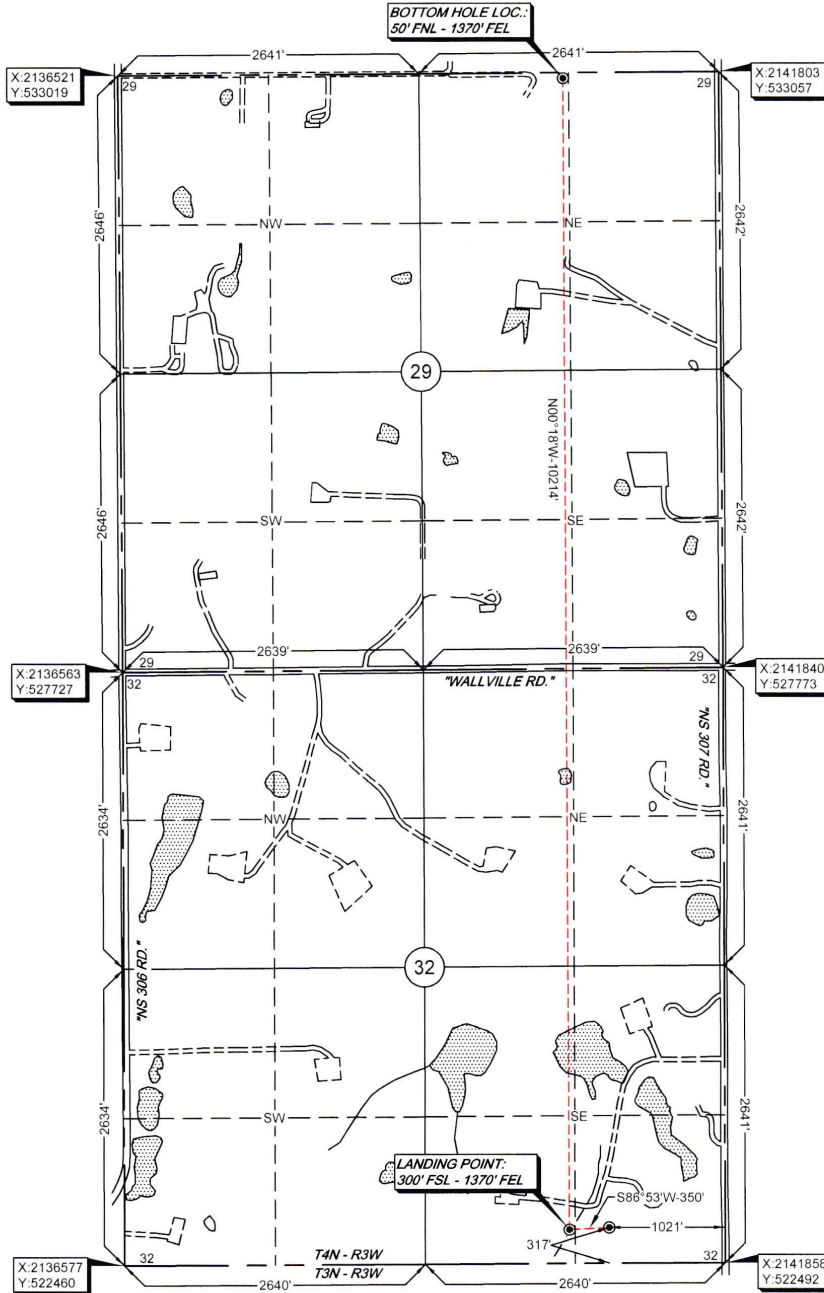 BOTTOM HOLE LOC.:
50' FNL - 1370' FEL
2641'
2641'
X:2136521
Y:533019
X:2141803
Y:533057
29
29
2646'
2642'
NW
NE
29
N00°18'W-10214'
2646'
2642'
SW
SE
2639'
2639'
29
29
X:2136563
Y:527727
X:2141840
Y:527773
32
32
"WALLVILLE RD."
"NS 307 RD."
2634'
2641'
NW
NE
32
"NS 306 RD."
2634'
2641'
SW
SE
LANDING POINT:
300' FSL - 1370' FEL
S86°53'W-350'
1021'
317'
32
32
T4N - R3W
T3N - R3W
X:2136577
Y:522460
X:2141858
Y:522492
2640'
2640'